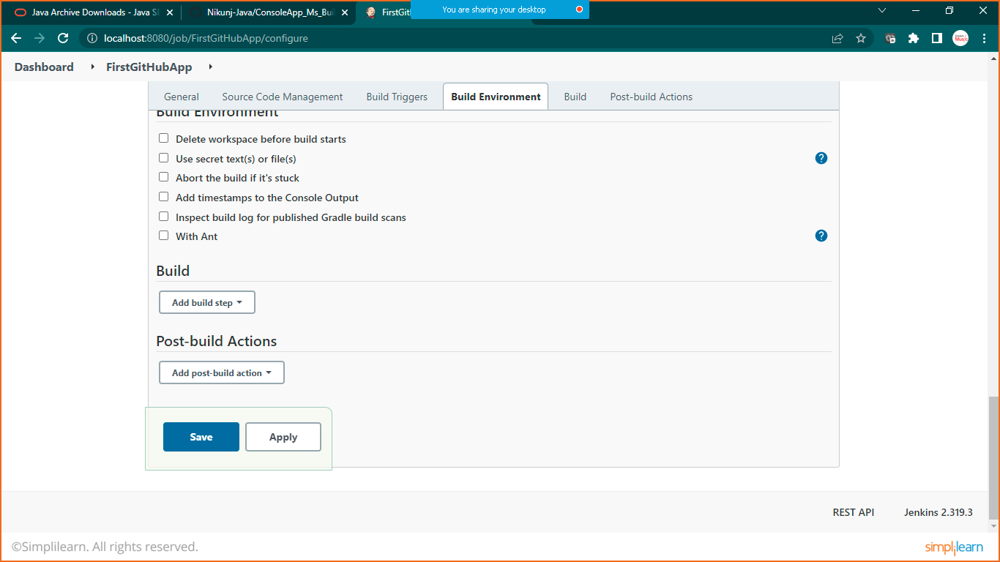 Java Archive Downloads - Java SE
Nikunj-Java/ConsoleApp_Ms_Bui
FirstGitH
You are sharing your desktop
localhost:8080/job/FirstGitHubApp/configure
Dashboard
FirstGitHubApp
General
Source Code Management
Build Triggers
Build Environment
Build
Post-build Actions
Build Environment
Delete workspace before build starts
Use secret text(s) or file(s)
?
Abort the build if it's stuck
Add timestamps to the Console Output
Inspect build log for published Gradle build scans
With Ant
?
Build
Add build step
Post-build Actions
Add post-build action
Save
Apply
REST API
Jenkins 2.319.3
©Simplilearn. All rights reserved.
simplilearn